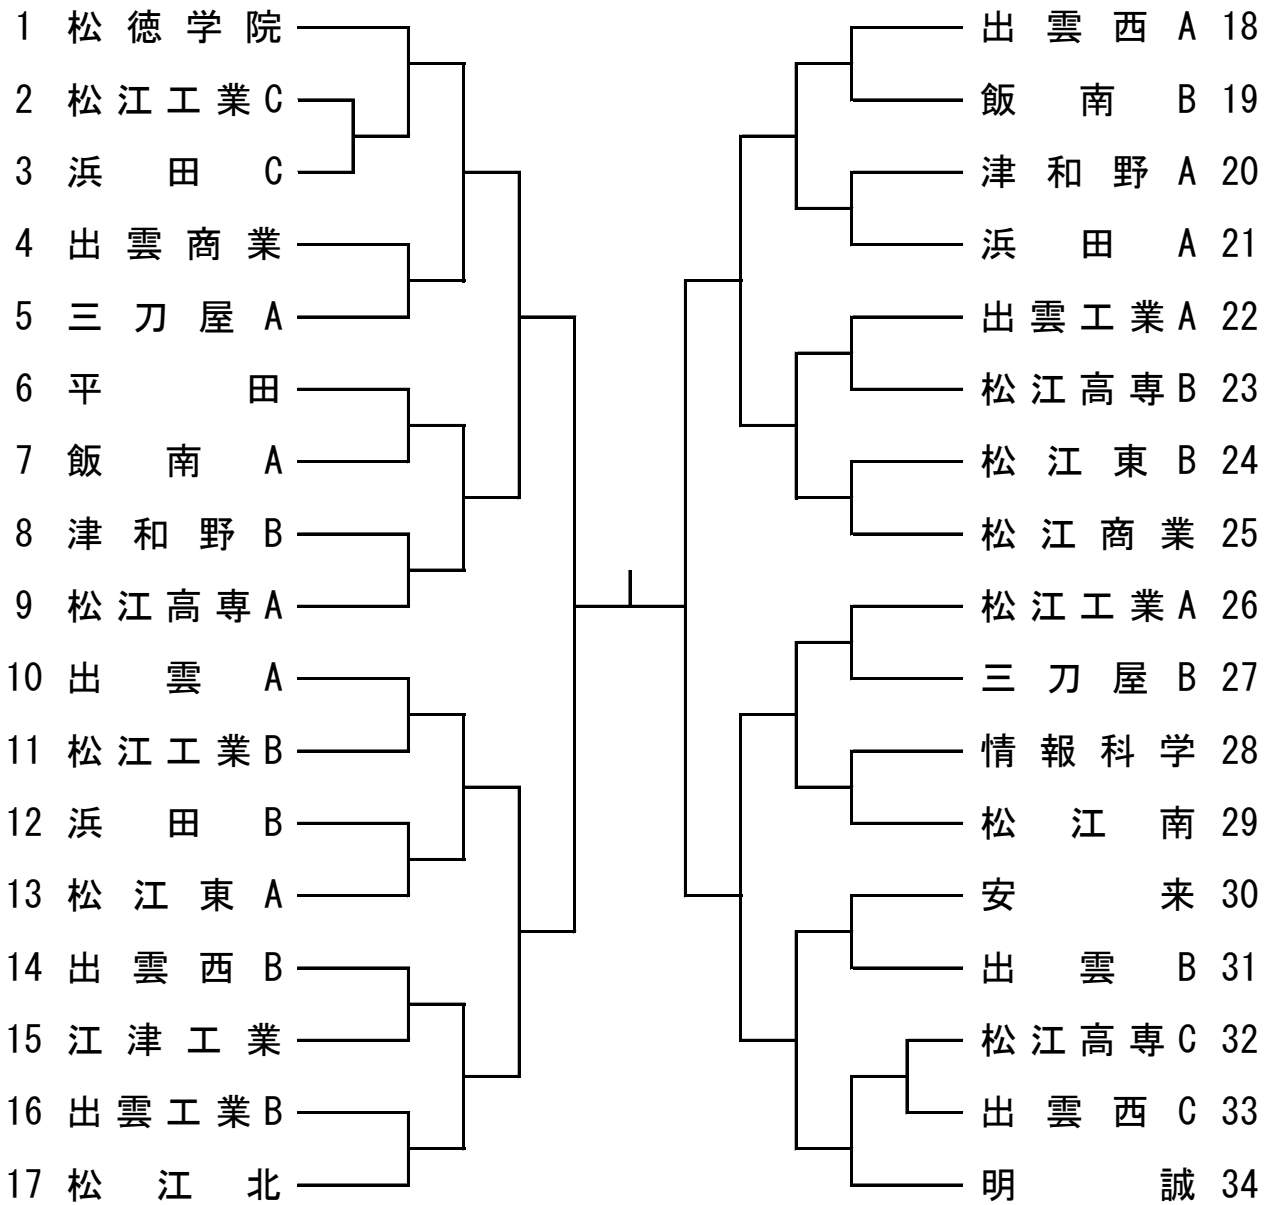 1 松徳学院
2 松江工業C
3 浜田C
4 出雲商業
5 三刀屋A
6 平田
7 飯南A
8 津和野B
9 松江高専A
10 出雲A
11 松江工業B
12 浜田B
13 松江東A
14 出雲西B
15 江津工業
16 出雲工業B
17 松江北
出雲西A 18
飯南B 19
津和野A 20
浜田A 21
出雲工業A 22
松江高専B 23
松江東B 24
松江商業 25
松江工業A 26
三刀屋B 27
情報科学 28
松江南 29
安来 30
出雲B 31
松江高専C 32
出雲西C 33
明誠 34